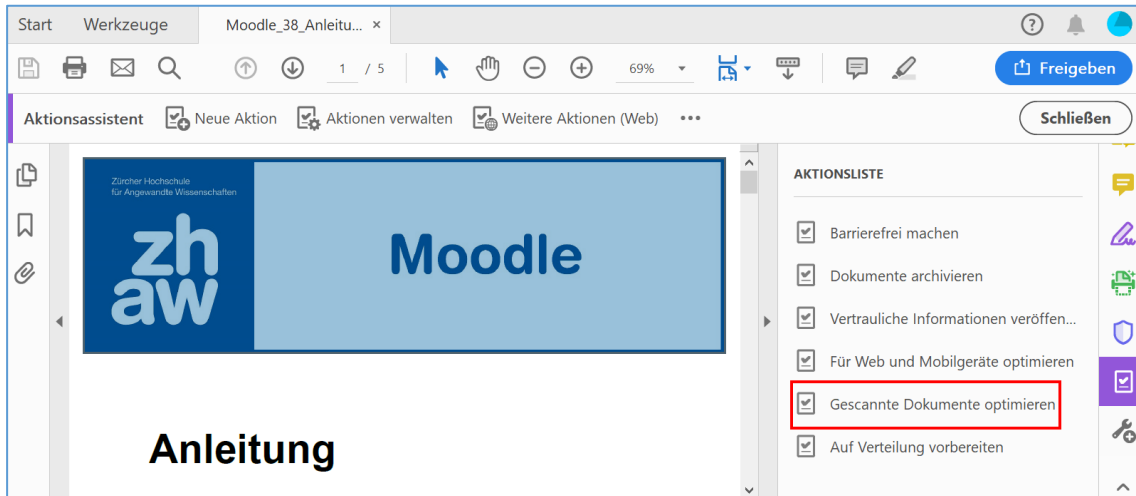 Start Werkzeuge Moodle_38_Anleitu... ×
1 / 5 69% Freigeben
Aktionsassistent Neue Aktion Aktionen verwalten Weitere Aktionen (Web) ••• Schließen
Zürcher Hochschule
für Angewandte Wissenschaften
zh
aw
Moodle
Anleitung
AKTIONSLISTE
Barrierefrei machen
Dokumente archivieren
Vertrauliche Informationen veröffen...
Für Web und Mobilgeräte optimieren
Gescannte Dokumente optimieren
Auf Verteilung vorbereiten